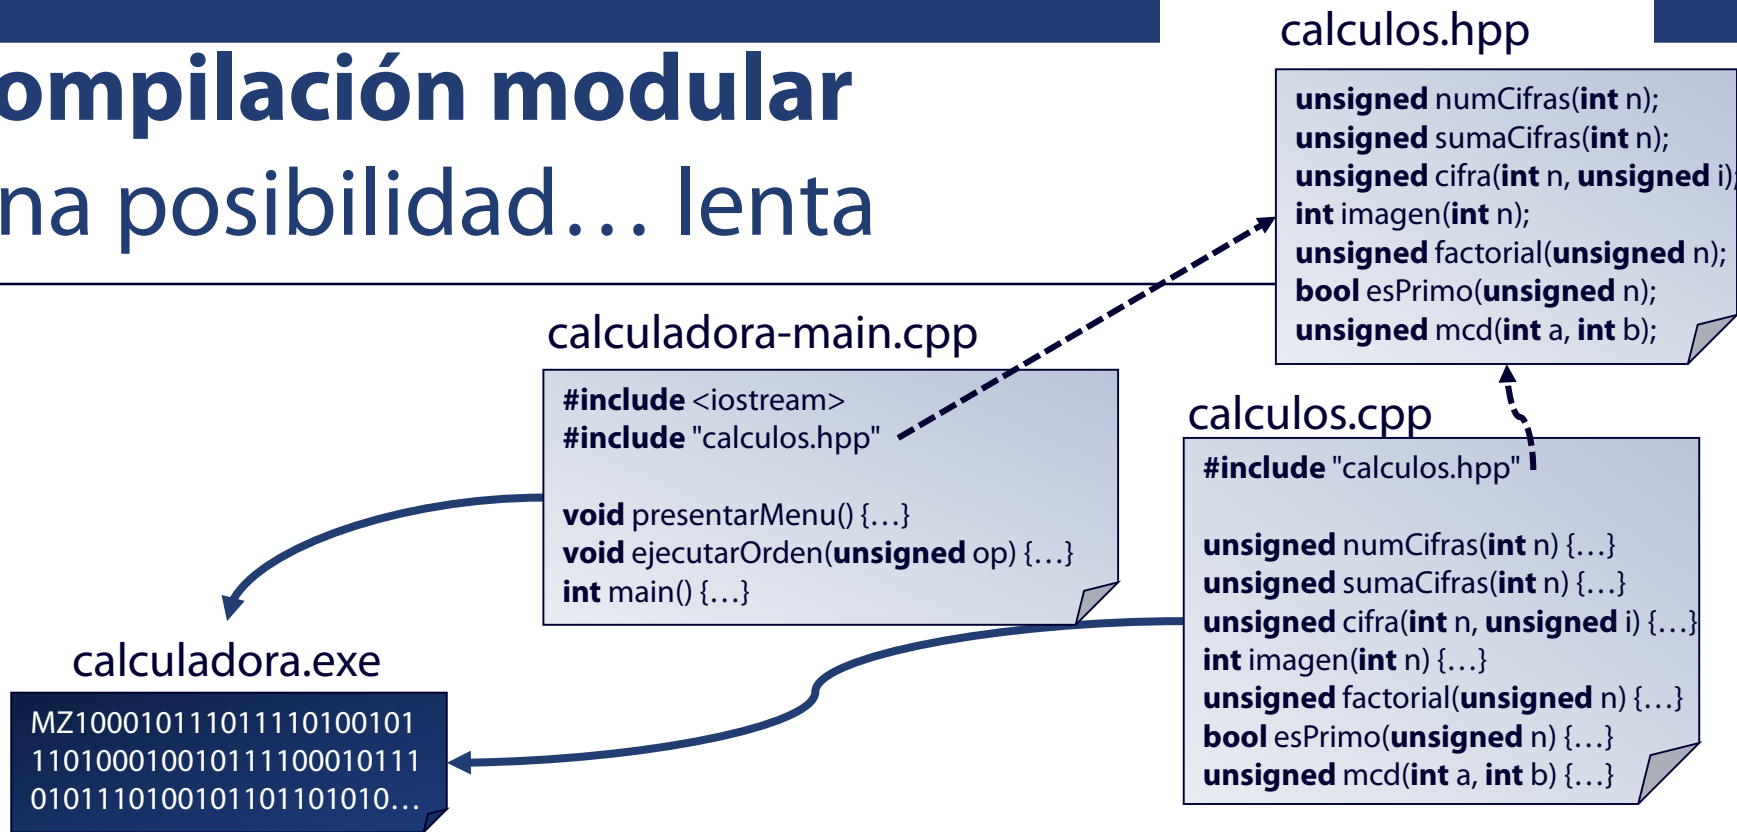 ompilación modular
na posibilidad… lenta
calculos.hpp
unsigned numCifras(int n);
unsigned sumaCifras(int n);
unsigned cifra(int n, unsigned i);
int imagen(int n);
unsigned factorial(unsigned n);
bool esPrimo(unsigned n);
unsigned mcd(int a, int b);
calculadora-main.cpp
#include <iostream>
#include "calculos.hpp"
void presentarMenu() {…}
void ejecutarOrden(unsigned op) {…}
int main() {…}
calculos.cpp
#include "calculos.hpp"
unsigned numCifras(int n) {…}
unsigned sumaCifras(int n) {…}
unsigned cifra(int n, unsigned i) {…}
int imagen(int n) {…}
unsigned factorial(unsigned n) {…}
bool esPrimo(unsigned n) {…}
unsigned mcd(int a, int b) {…}
calculadora.exe
MZ100010111011110100101
110100010010111100010111
0101110100101101101010…